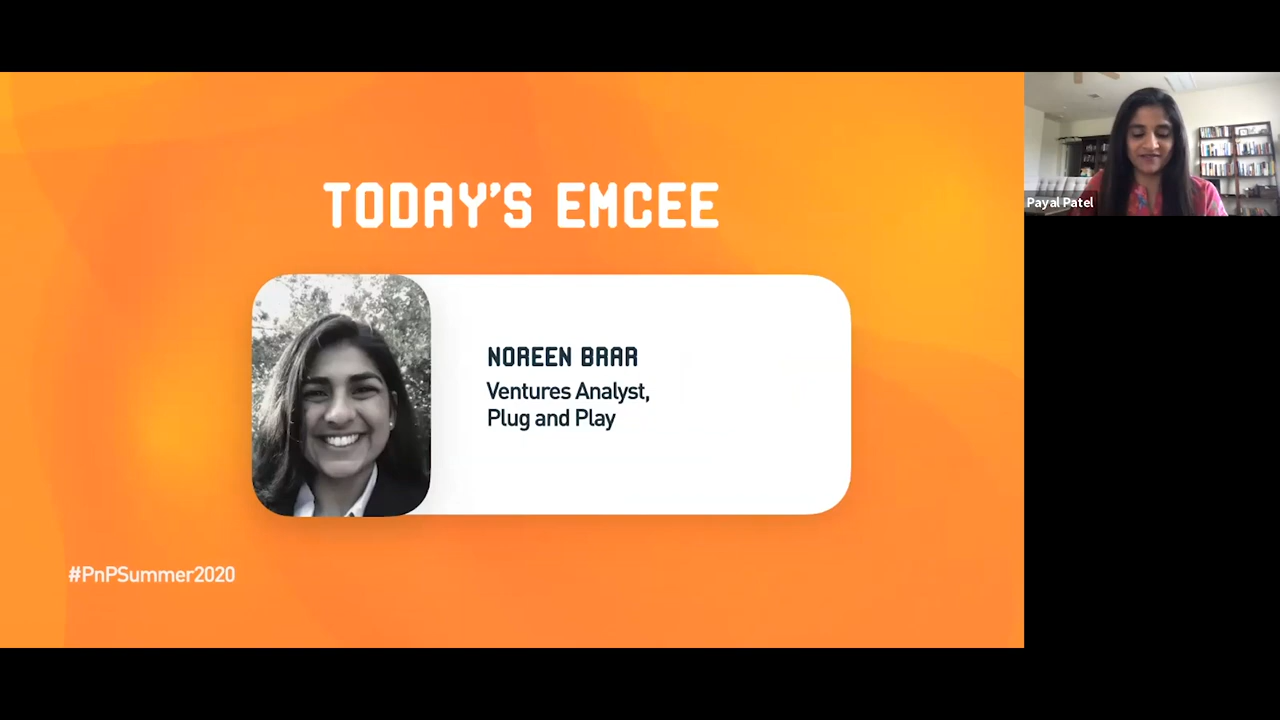 TODAY'S EMCEE
NOREEN BRAR
Ventures Analyst,
Plug and Play
#PnPSummer2020
Payal Patel